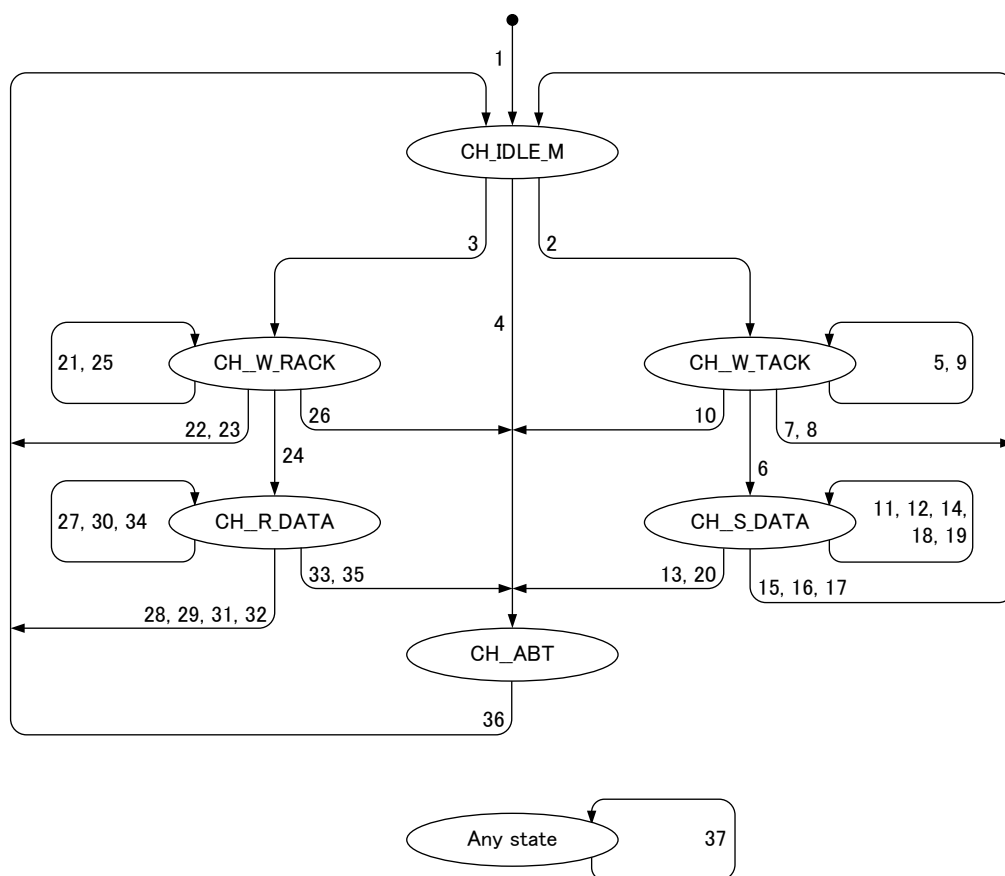 1
CH_IDLE_M
3
2
4
21, 25
CH_W_RACK
CH_W_TACK
5, 9
26
10
22, 23
7, 8
24
6
27, 30, 34
CH_R_DATA
CH_S_DATA
11, 12, 14,
18, 19
33, 35
13, 20
15, 16, 17
28, 29, 31, 32
CH_ABT
36
Any state
37